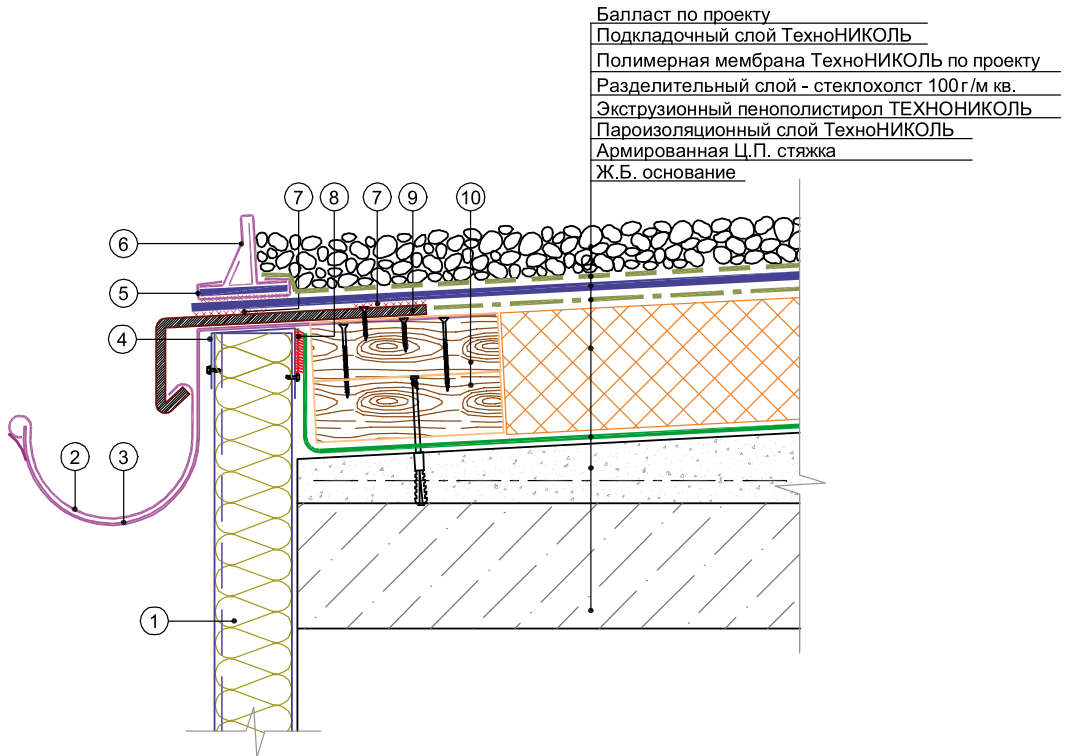 Балласт по проекту
Подкладочный слой ТехноНИКОЛЬ
Полимерная мембрана ТехноНИКОЛЬ по проекту
Разделительный слой - стеклохолст 100г/м кв.
Экструзионный пенополистирол ТЕХНОНИКОЛЬ
Пароизоляционный слой ТехноНИКОЛЬ
Армированная Ц.П. стяжка
Ж.Б. основание
7 8 7 9 10
6
5
4
2 3
1